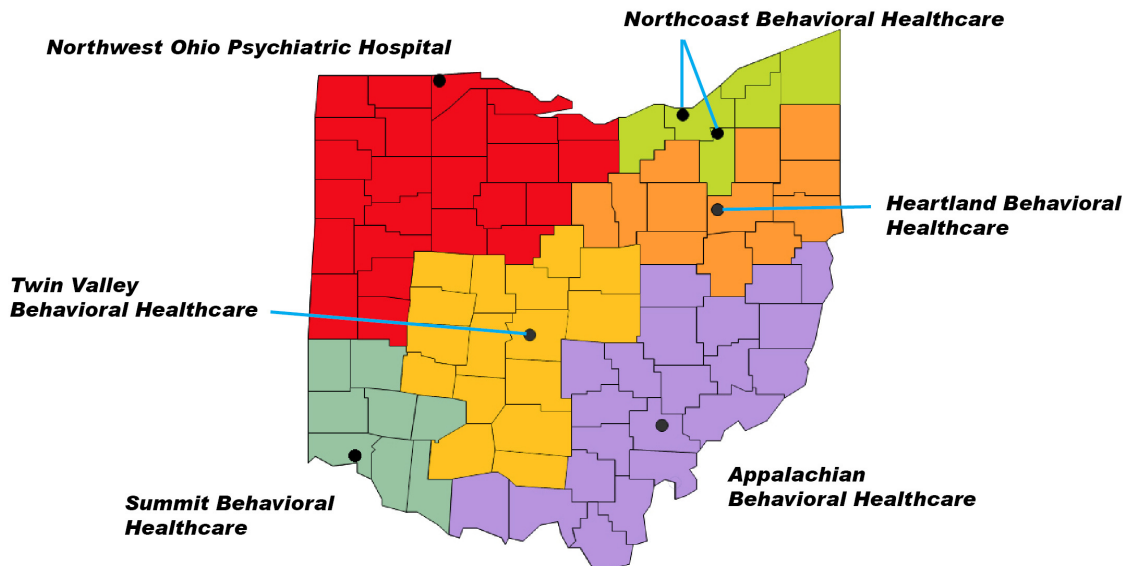 Northcoast Behavioral Healthcare
Northwest Ohio Psychiatric Hospital
Heartland Behavioral
Healthcare
Twin Valley
Behavioral Healthcare
Appalachian
Behavioral Healthcare
Summit Behavioral
Healthcare